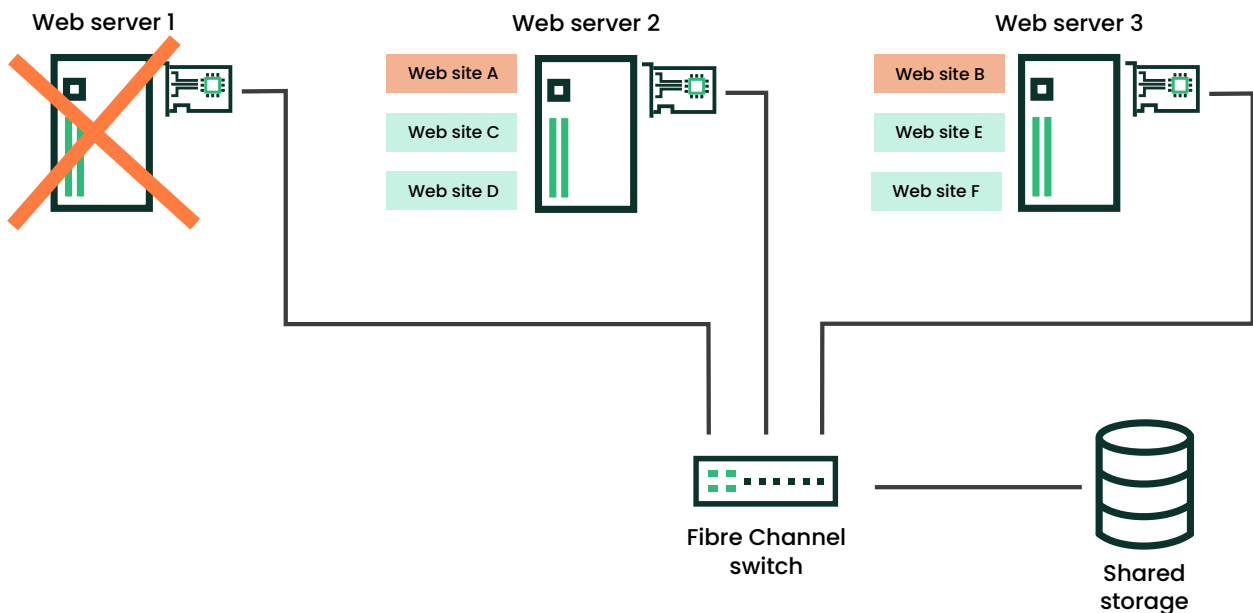 Web server 1
Web server 2
Web server 3
Web site A
Web site B
Web site C
Web site E
Web site D
Web site F
Fibre Channel
switch
Shared
storage